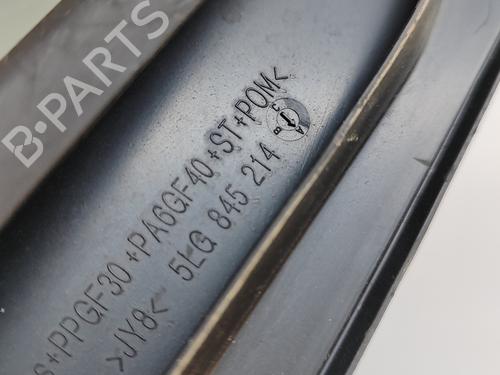 B-PARTS
s+PPGF30+PA6GF40+ST+POM<
>JY8< 5LG 845 214
C
B